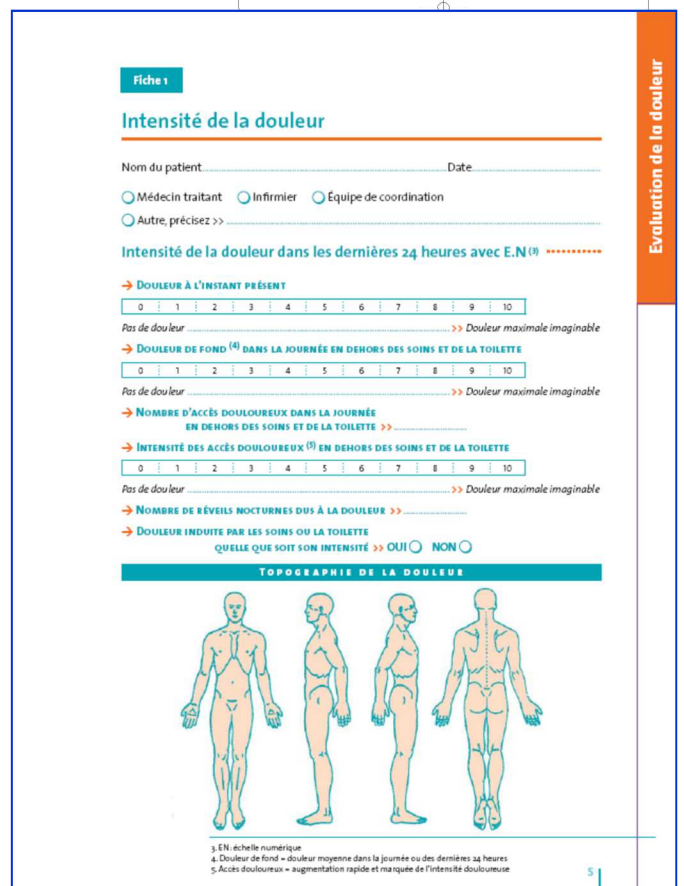 Evaluation de la douleur
Fiche 1
Intensité de la douleur
Nom du patient Date
Médecin traitant Infirmier Équipe de coordination
Autre, précisez >>
Intensité de la douleur dans les dernières 24 heures avec E.N (3)
→ DOULEUR À L'INSTANT PRÉSENT
0 1 2 3 4 5 6 7 8 9 10
Pas de douleur >> Douleur maximale imaginable
→ DOULEUR DE FOND (4) DANS LA JOURNÉE EN DEHORS DES SOINS ET DE LA TOILETTE
0 1 2 3 4 5 6 7 8 9 10
Pas de douleur >> Douleur maximale imaginable
→ NOMBRE D'ACCÈS DOULOUREUX DANS LA JOURNÉE
EN DEHORS DES SOINS ET DE LA TOILETTE >>
→ INTENSITÉ DES ACCÈS DOULOUREUX (5) EN DEHORS DES SOINS ET DE LA TOILETTE
0 1 2 3 4 5 6 7 8 9 10
Pas de douleur >> Douleur maximale imaginable
→ NOMBRE DE RÉVEILS NOCTURNES DUS À LA DOULEUR >>
→ DOULEUR INDUITE PAR LES SOINS OU LA TOILETTE
QUELLE QUE SOIT SON INTENSITÉ >> OUI NON
TOPOGRAPHIE DE LA DOULEUR
3. EN: échelle numérique
4. Douleur de fond = douleur moyenne dans la journée ou des dernières 24 heures
5. Accès douloureux = augmentation rapide et marquée de l'intensité douloureuse
5